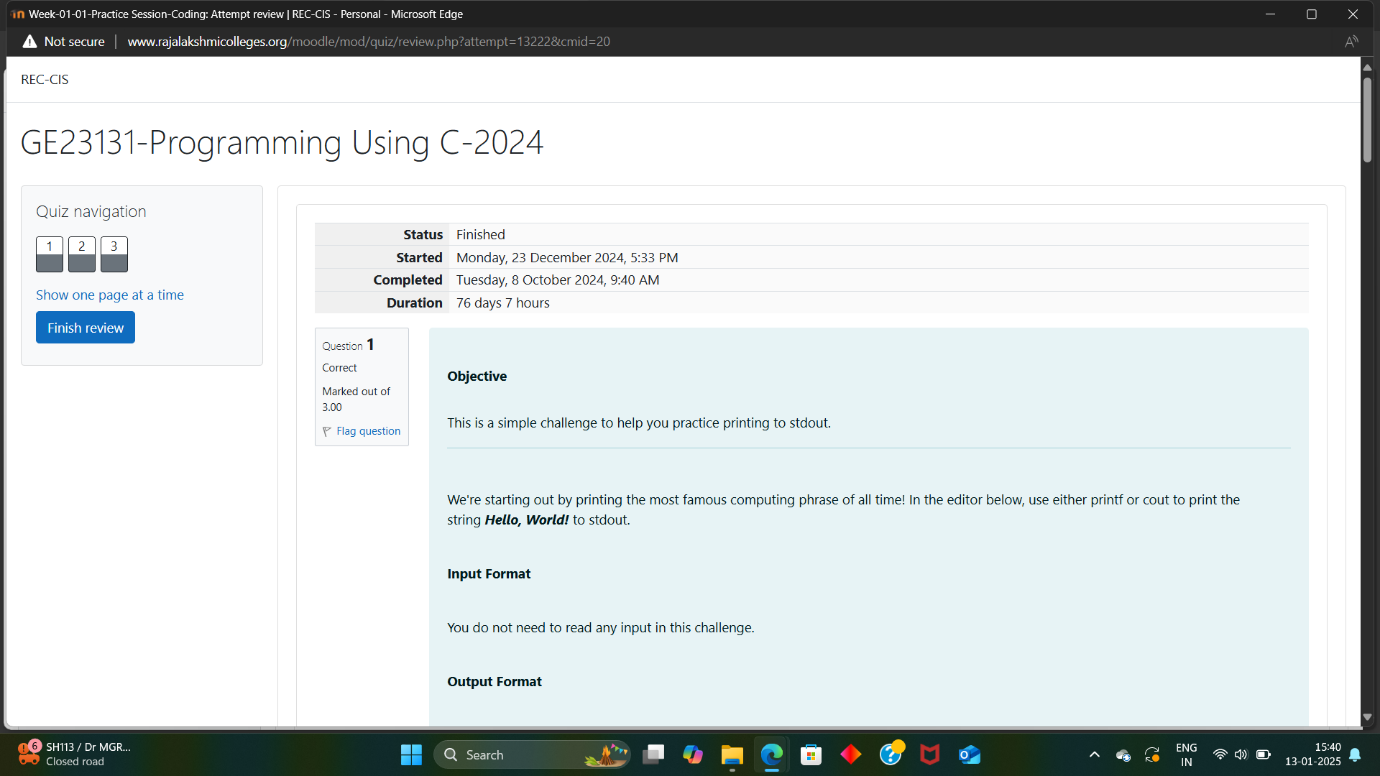 Week-01-01-Practice Session-Coding: Attempt review | REC-CIS - Personal - Microsoft Edge
Not secure | www.rajalakshmicolleges.org/moodle/mod/quiz/review.php?attempt=13222&cmid=20
REC-CIS
GE23131-Programming Using C-2024
Quiz navigation
1 2 3
Show one page at a time
Finish review
Status Finished
Started Monday, 23 December 2024, 5:33 PM
Completed Tuesday, 8 October 2024, 9:40 AM
Duration 76 days 7 hours
Question 1
Correct
Marked out of
3.00
Flag question
Objective
This is a simple challenge to help you practice printing to stdout.
We're starting out by printing the most famous computing phrase of all time! In the editor below, use either printf or cout to print the
string Hello, World! to stdout.
Input Format
You do not need to read any input in this challenge.
Output Format
6 SH113 / Dr MGR...
Closed road
Search
ENG
IN
15:40
13-01-2025